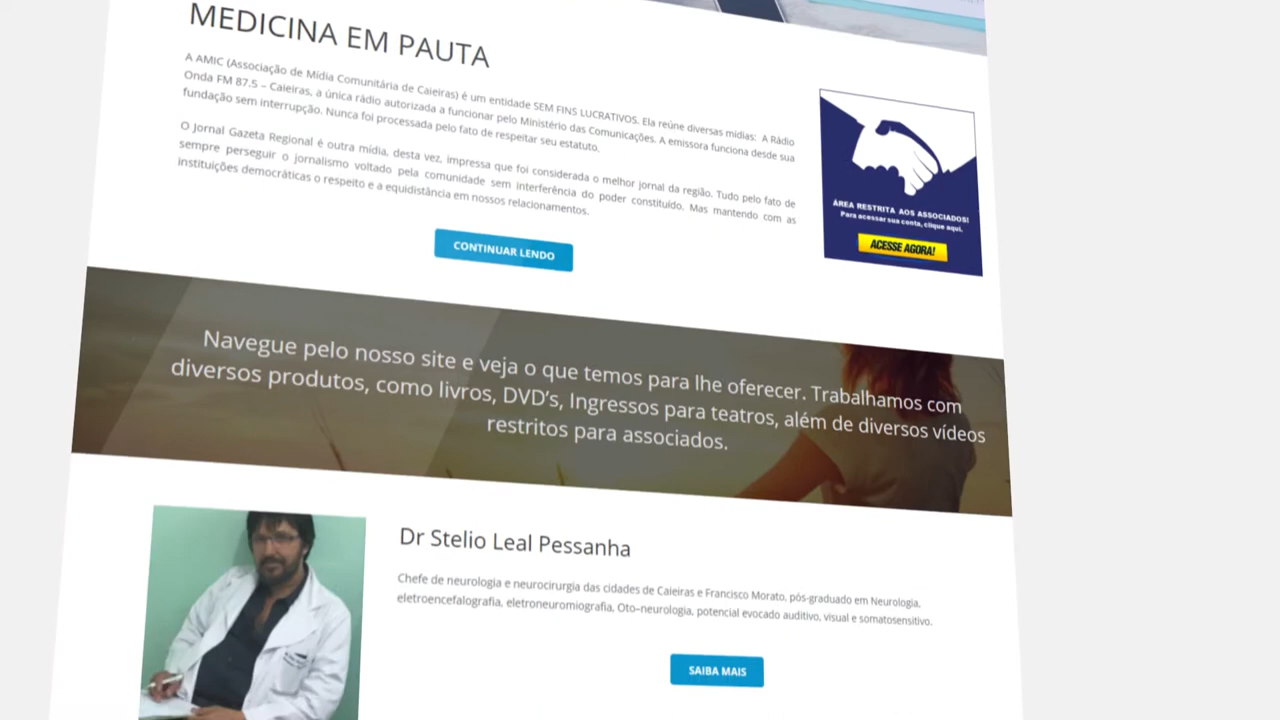 MEDICINA EM PAUTA
A AMIC (Associação de Mídia Comunitária de Caieiras) é um entidade SEM FINS LUCRATIVOS. Ela reúne diversas mídias: A Rádio
Onda FM 87.5 – Caieiras, a única rádio autorizada a funcionar pelo Ministério das Comunicações. A emissora funciona desde sua
fundação sem interrupção. Nunca foi processada pelo fato de respeitar seu estatuto.
O Jornal Gazeta Regional é outra mídia, desta vez, impressa que foi considerada o melhor jornal da região. Tudo pelo fato de
sempre perseguir o jornalismo voltado pela comunidade sem interferência do poder constituído. Mas mantendo com as
instituições democráticas o respeito e a equidistância em nossos relacionamentos.
CONTINUAR LENDO
ÁREA RESTRITA AOS ASSOCIADOS!
Para acessar sua conta, clique aqui.
ACESSE AGORA!
Navegue pelo nosso site e veja o que temos para lhe oferecer. Trabalhamos com
diversos produtos, como livros, DVD’s, Ingressos para teatros, além de diversos vídeos
restritos para associados.
Dr Stelio Leal Pessanha
Chefe de neurologia e neurocirurgia das cidades de Caieiras e Francisco Morato, pós-graduado em Neurologia,
eletroencefalografia, eletroneuromiografia, Oto–neurologia, potencial evocado auditivo, visual e somatosensitivo.
SAIBA MAIS